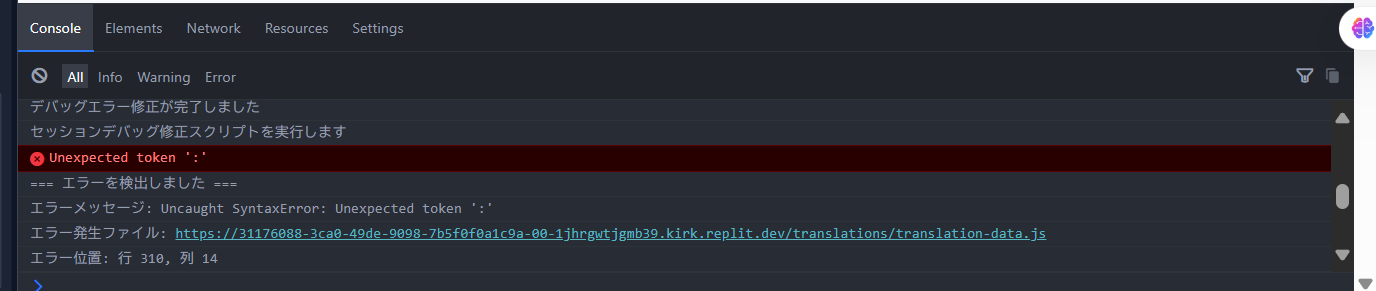 Console Elements Network Resources Settings
All Info Warning Error
デバッグエラー修正が完了しました
セッションデバッグ修正スクリプトを実行します
Unexpected token ':'
=== エラーを検出しました ===
エラーメッセージ: Uncaught SyntaxError: Unexpected token ':'
エラー発生ファイル: https://31176088-3ca0-49de-9098-7b5f0f0a1c9a-00-1jhrgwtjgmb39.kirk.replit.dev/translations/translation-data.js
エラー位置: 行 310, 列 14